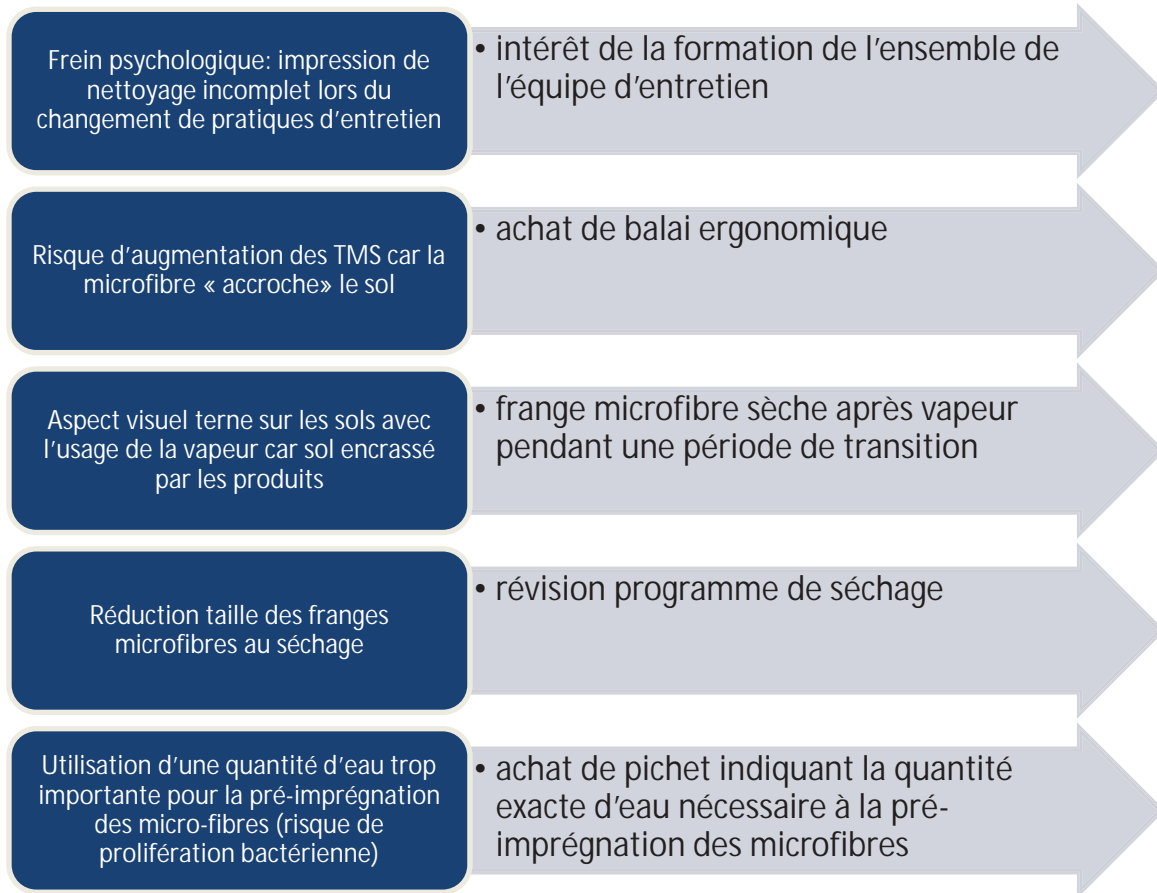 Frein psychologique: impression de
nettoyage incomplet lors du
changement de pratiques d'entretien
• intérêt de la formation de l'ensemble de
l'équipe d'entretien
Risque d'augmentation des TMS car la
microfibre « accroche» le sol
• achat de balai ergonomique
Aspect visuel terne sur les sols avec
l'usage de la vapeur car sol encrassé
par les produits
• frange microfibre sèche après vapeur
pendant une période de transition
Réduction taille des franges
microfibres au séchage
• révision programme de séchage
Utilisation d'une quantité d'eau trop
importante pour la pré-imprégnation
des micro-fibres (risque de
prolifération bactérienne)
• achat de pichet indiquant la quantité
exacte d'eau nécessaire à la pré-
imprégnation des microfibres